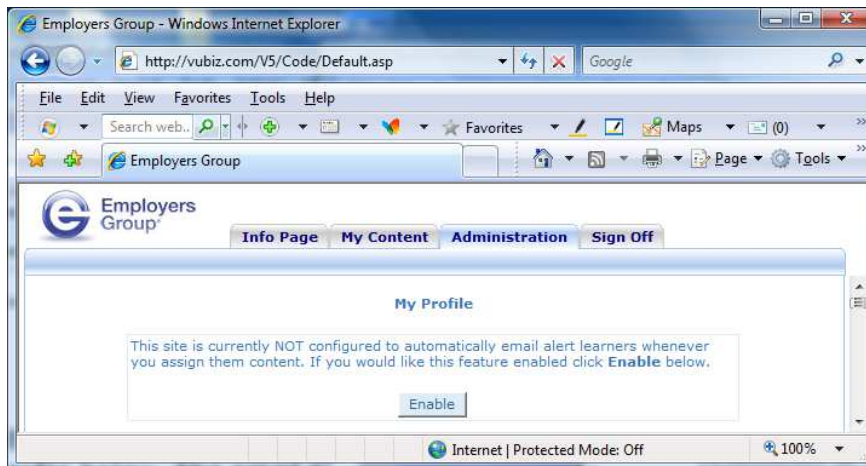 Employers Group - Windows Internet Explorer
http://vubiz.com/V5/Code/Default.asp
Google
File Edit View Favorites Tools Help
Search web..
Favorites
Maps
(0)
Employers Group
Page
Tools
Employers
Group
Info Page
My Content
Administration
Sign Off
My Profile
This site is currently NOT configured to automatically email alert learners whenever
you assign them content. If you would like this feature enabled click Enable below.
Enable
Internet | Protected Mode: Off
100%